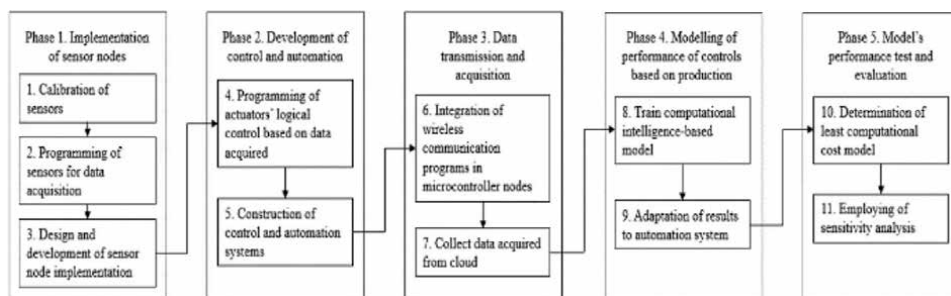 Phase 1. Implementation
of sensor nodes
1. Calibration of
sensors
2. Programming of
sensors for data
acquisition
3. Design and
development of sensor
node implementation
Phase 2. Development of
control and automation
4. Programming of
actuators' logical
control based on data
acquired
5. Construction of
control and automation
systems
Phase 3. Data
transmission and
acquisition
6. Integration of
wireless
communication
programs in
microcontroller nodes
7. Collect data acquired
from cloud
Phase 4. Modelling of
performance of controls
based on production
8. Train computational
intelligence-based
model
9. Adaptation of results
to automation system
Phase 5. Model's
performance test and
evaluation
10. Determination of
least computational
cost model
11. Employing of
sensitivity analysis